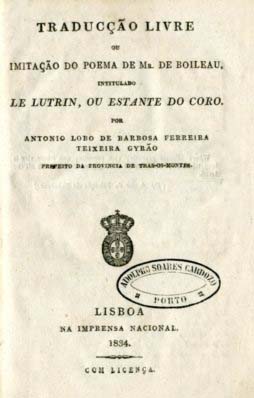 TRADUCÇÃO LIVRE
OU
IMITAÇÃO DO POEMA DE MR. DE BOILEAU,
INTITULADO
LE LUTRIN, OU ESTANTE DO CORO.
POR
ANTONIO LOBO DE BARBOSA FERREIRA
TEIXEIRA GYRÃO
PREFEITO DA PROVINCIA DE TRAS-OS-MONTES.
ADOLPHO SOARES CARDOZO
PORTO
LISBOA
NA IMPRENSA NACIONAL.
1834.
COM LICENÇA.